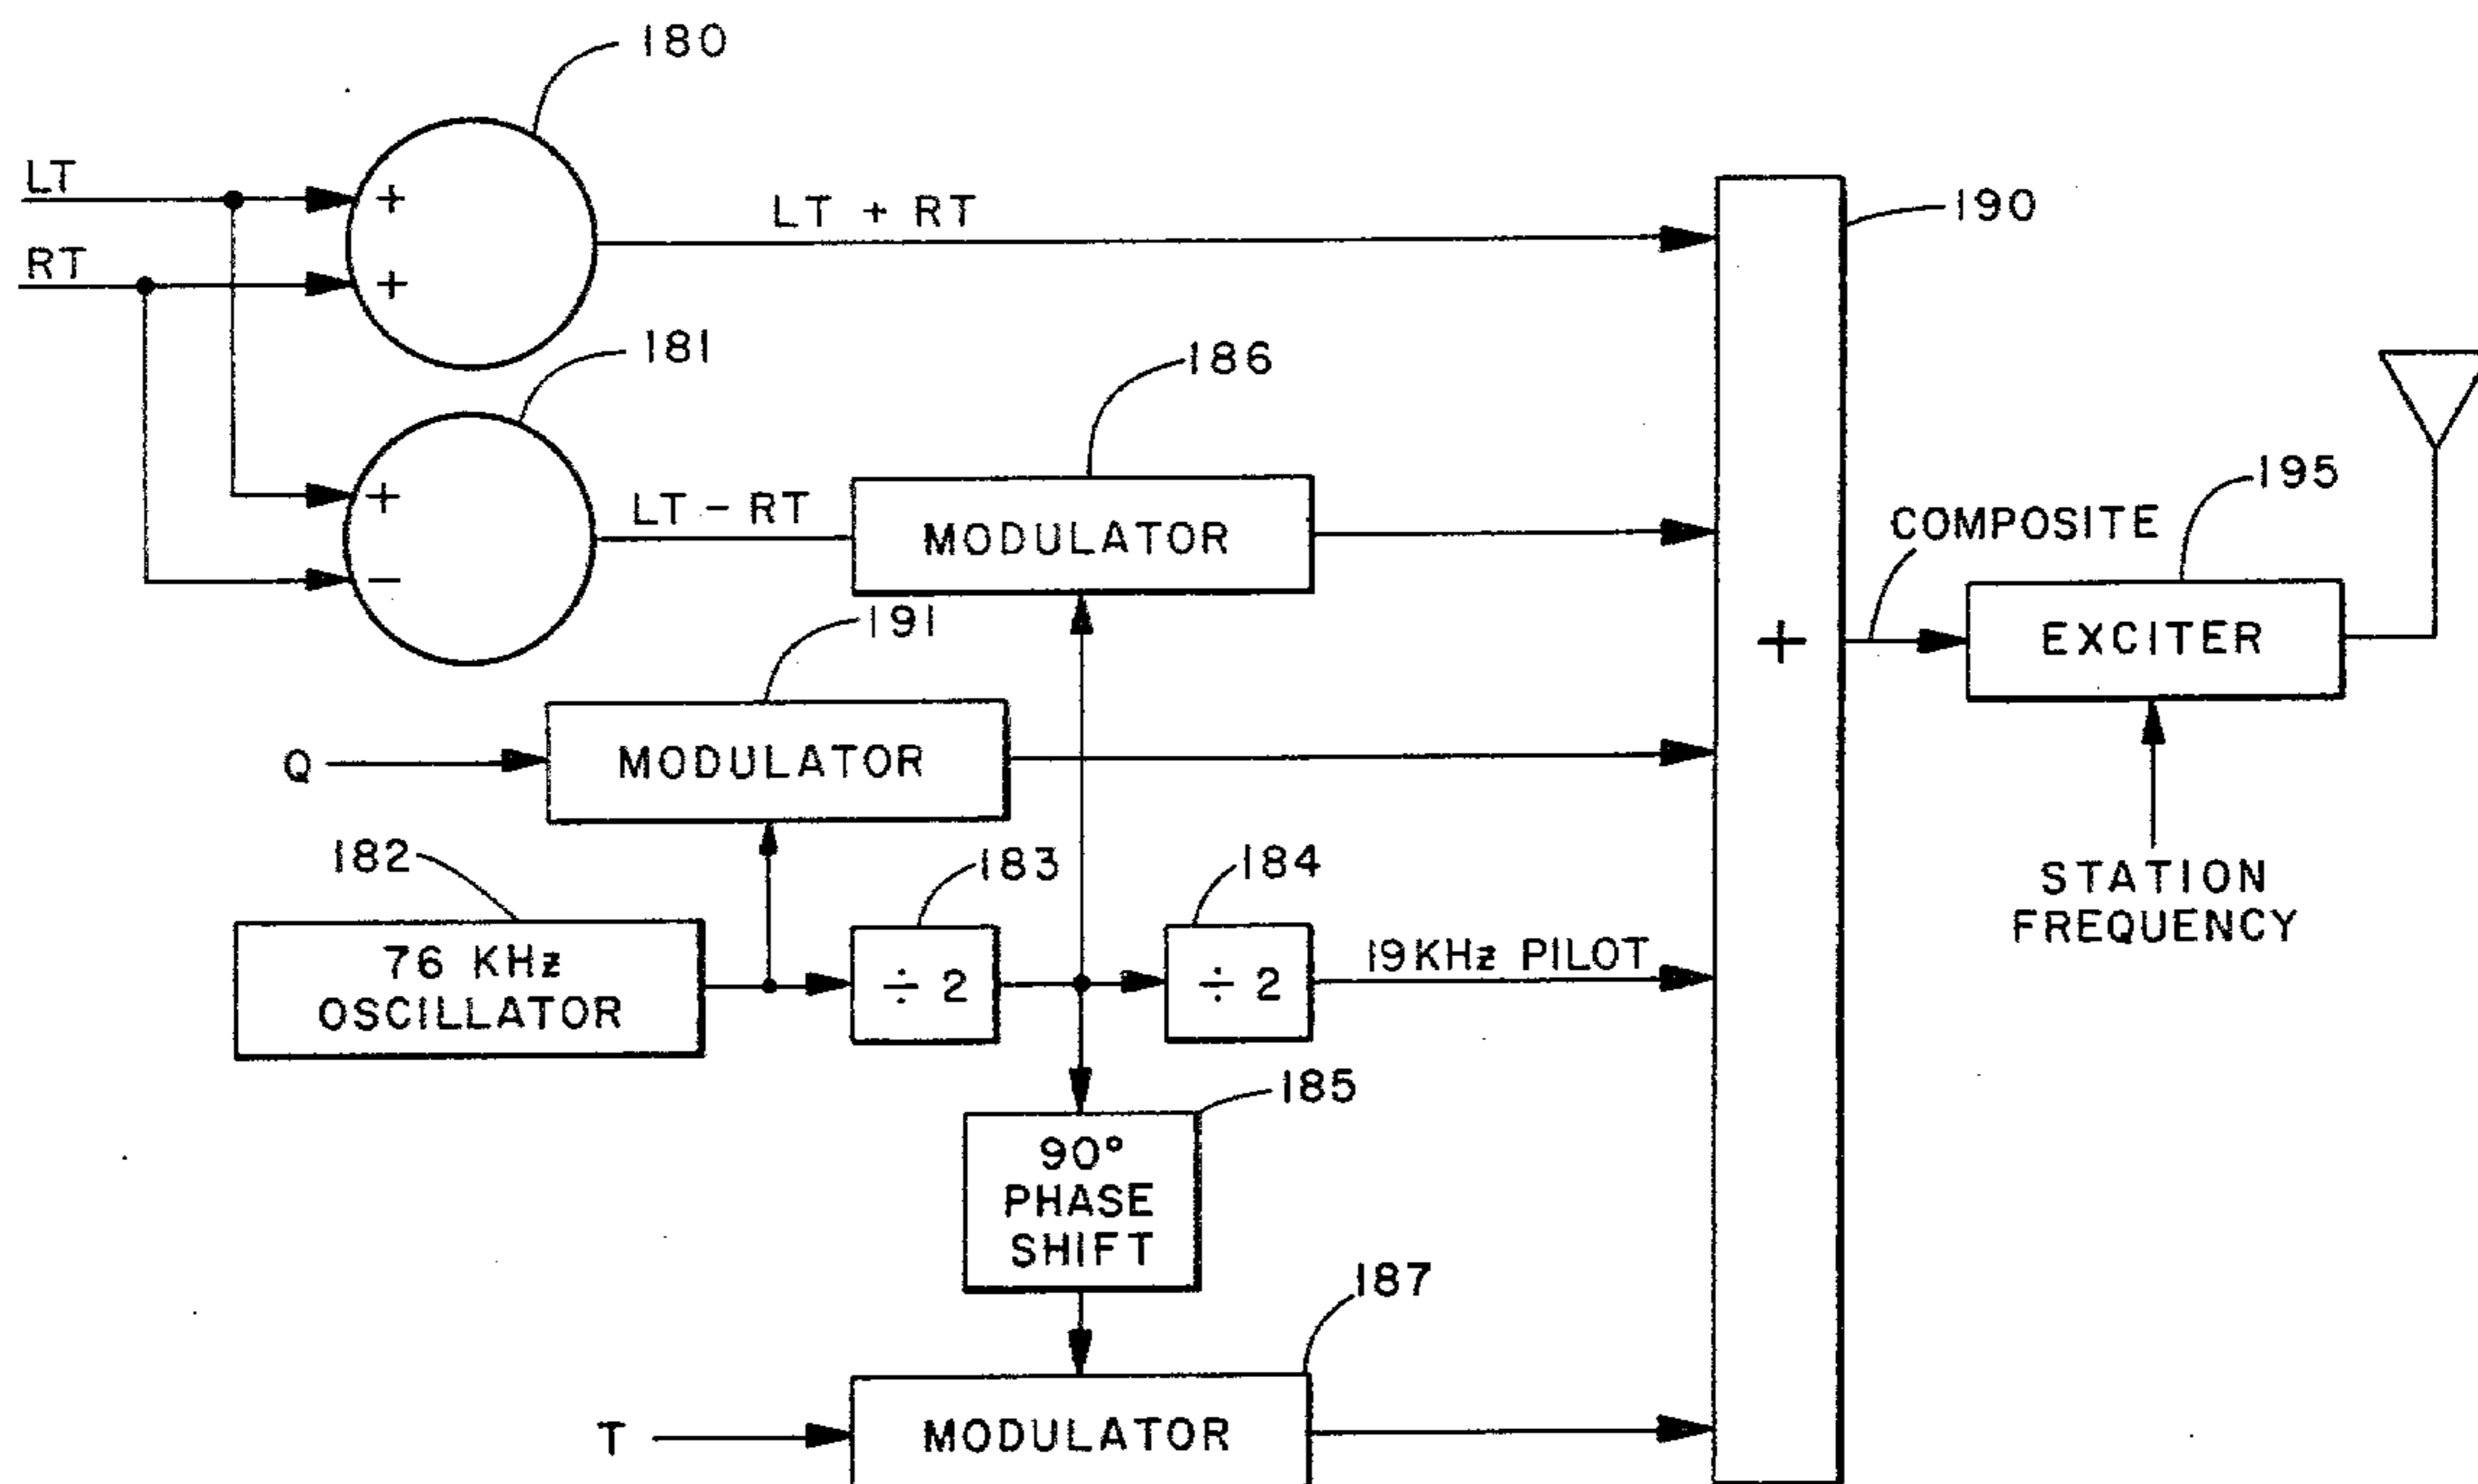 180
LT
+
LT + RT
190
RT
+
181
186
+
LT - RT
MODULATOR
195
COMPOSITE
-
191
+
EXCITER
Q
MODULATOR
182
183
184
STATION
FREQUENCY
76 KHz
OSCILLATOR
÷ 2
÷ 2
19KHz PILOT
185
90°
PHASE
SHIFT
187
T
MODULATOR